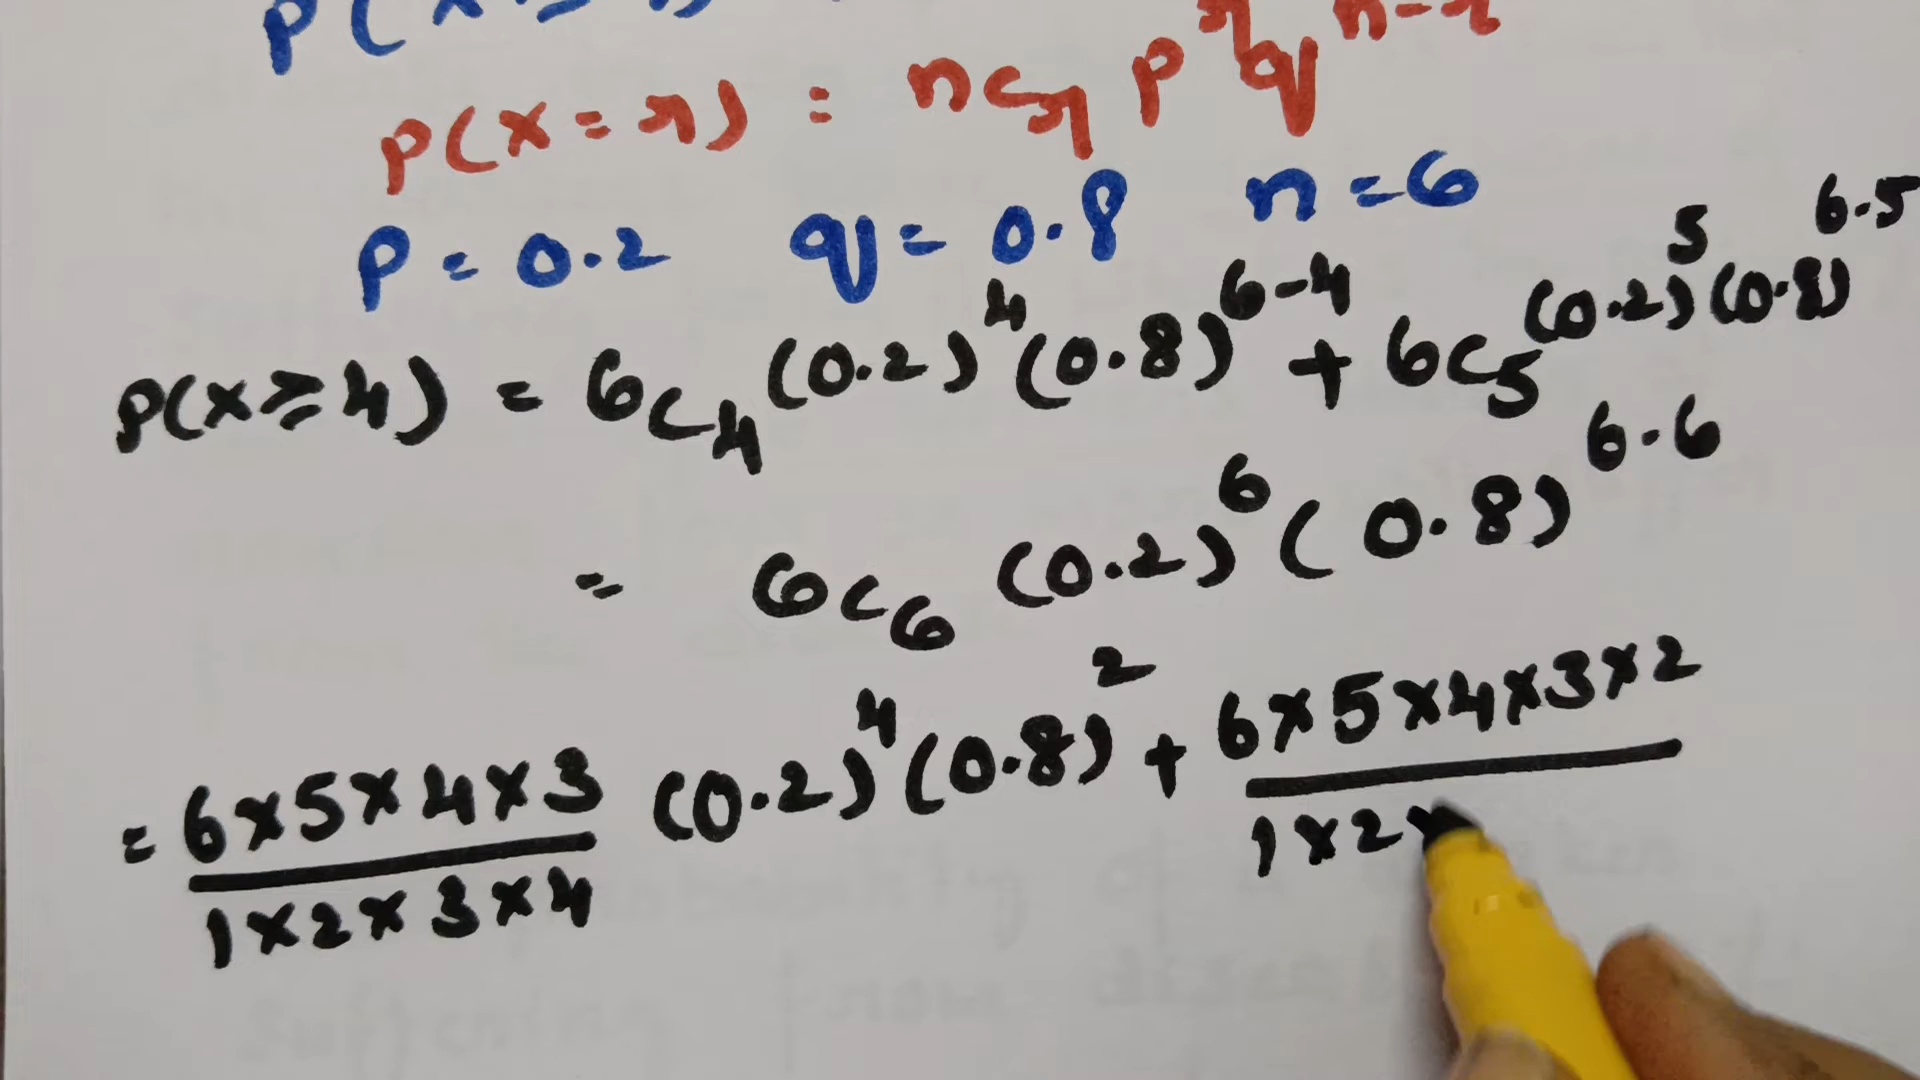 P(X ≥ 4)
P(X = r) = nCr p^r q^n-r
P = 0.2 q = 0.8 n = 6
P(X ≥ 4) = 6C4 (0.2)^4 (0.8)^6-4 + 6C5 (0.2)^5 (0.8)^6-5
= 6C6 (0.2)^6 (0.8)^6-6
= 6×5×4×3 / 1×2×3×4 (0.2)^4 (0.8)^2 + 6×5×4×3×2 / 1×2×